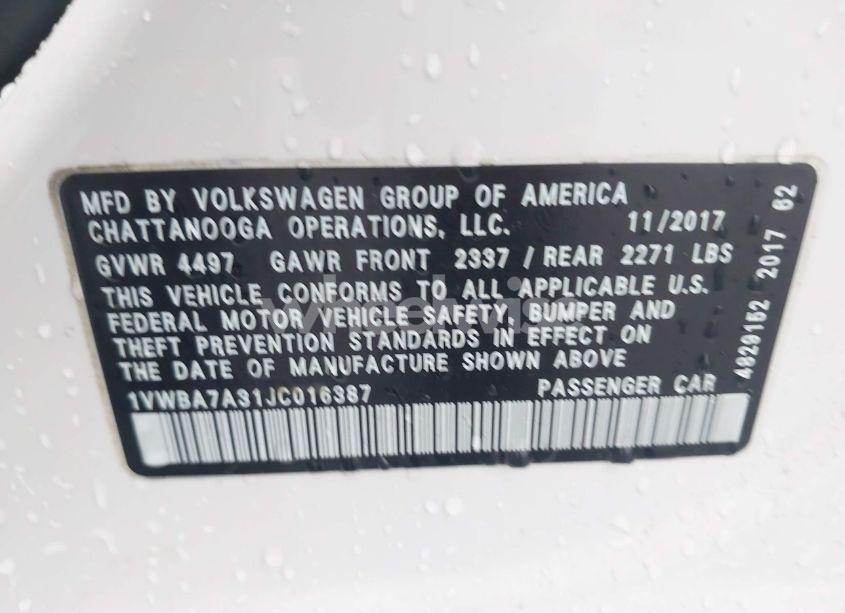 MFD BY VOLKSWAGEN GROUP OF AMERICA
CHATTANOOGA OPERATIONS, LLC. 11/2017
GVWR 4497 GAWR FRONT 2337 / REAR 2271 LBS
THIS VEHICLE CONFORMS TO ALL APPLICABLE U.S.
FEDERAL MOTOR VEHICLE SAFETY, BUMPER AND
THEFT PREVENTION STANDARDS IN EFFECT ON
THE DATE OF MANUFACTURE SHOWN ABOVE
1VWBA7A31JC016387 PASSENGER CAR
4829152 2017 62